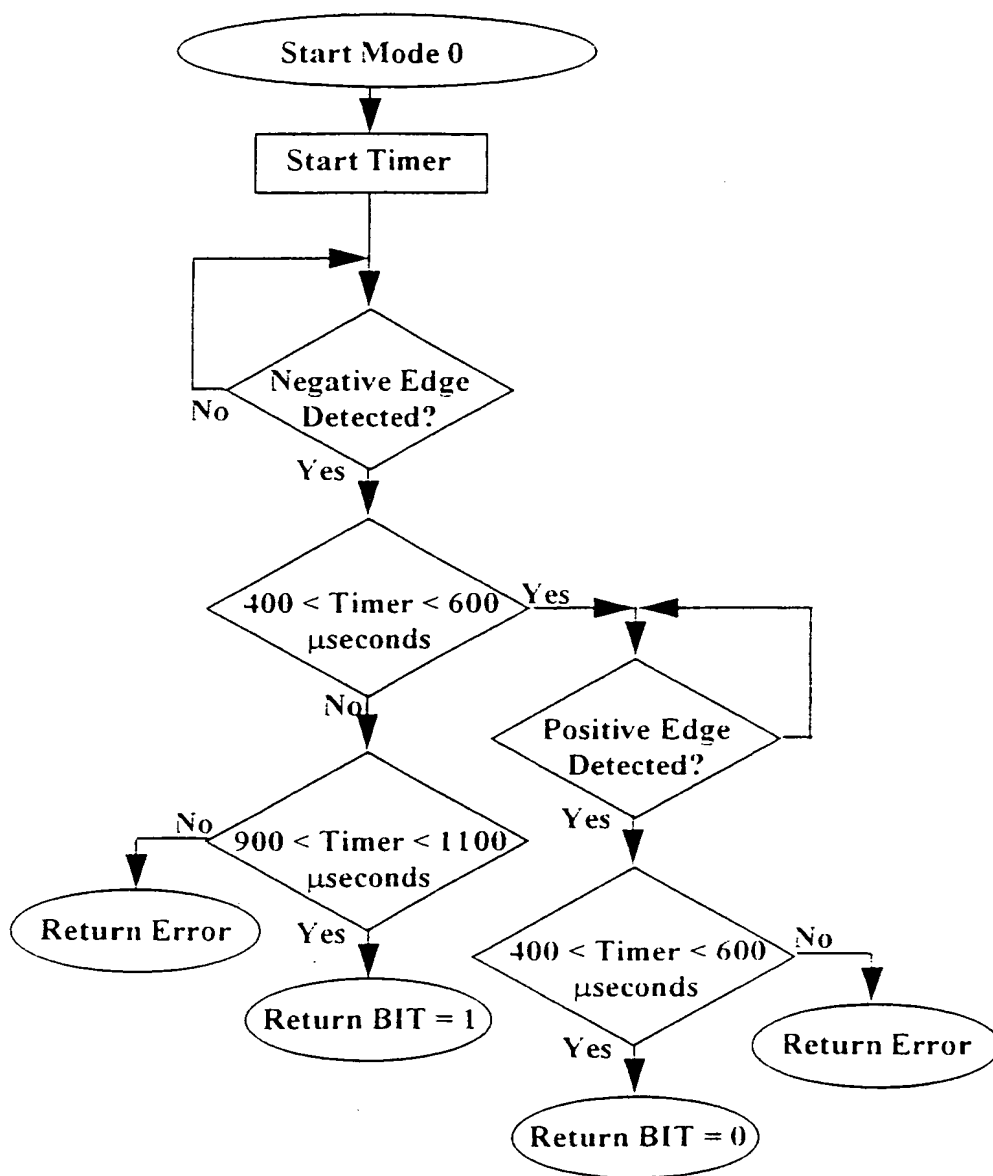 Start Mode 0
Start Timer
Negative Edge
Detected?
No
Yes
400 < Timer < 600
μseconds
Yes
No
Positive Edge
Detected?
Yes
900 < Timer < 1100
μseconds
No
Yes
Return Error
Return BIT = 1
400 < Timer < 600
μseconds
No
Yes
Return Error
Return BIT = 0